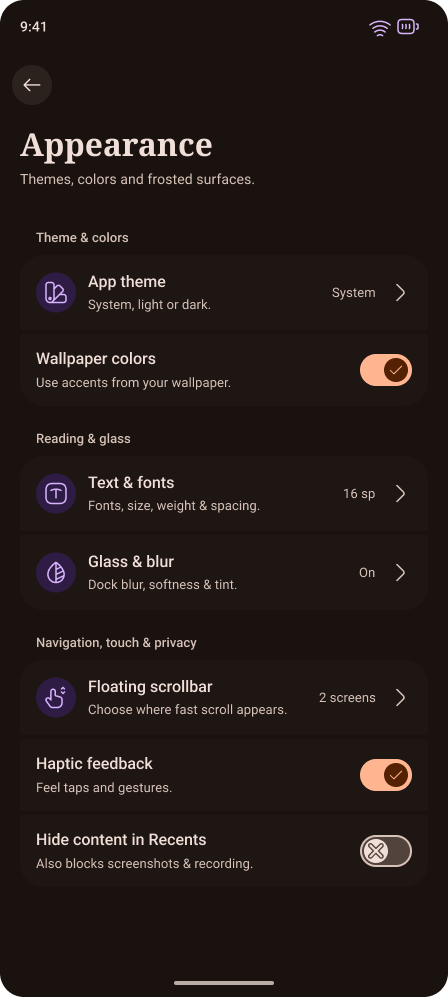 9:41
Appearance
Themes, colors and frosted surfaces.
Theme & colors
App theme
System, light or dark.
System
Wallpaper colors
Use accents from your wallpaper.
Reading & glass
Text & fonts
Fonts, size, weight & spacing.
16 sp
Glass & blur
Dock blur, softness & tint.
On
Navigation, touch & privacy
Floating scrollbar
Choose where fast scroll appears.
2 screens
Haptic feedback
Feel taps and gestures.
Hide content in Recents
Also blocks screenshots & recording.